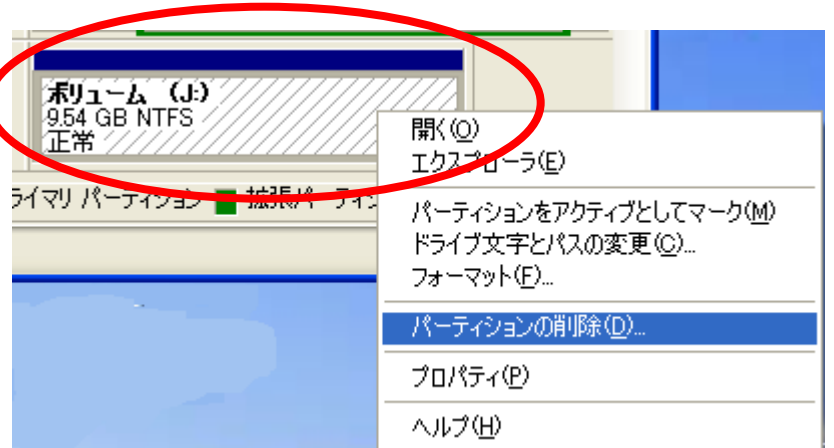 ボリューム (J:)
9.54 GB NTFS
正常
ライマリ パーティション 拡張パーティシ
開く(O)
エクスプローラ(E)
パーティションをアクティブとしてマーク(M)
ドライブ文字とパスの変更(C)...
フォーマット(F)...
パーティションの削除(D)...
プロパティ(P)
ヘルプ(H)